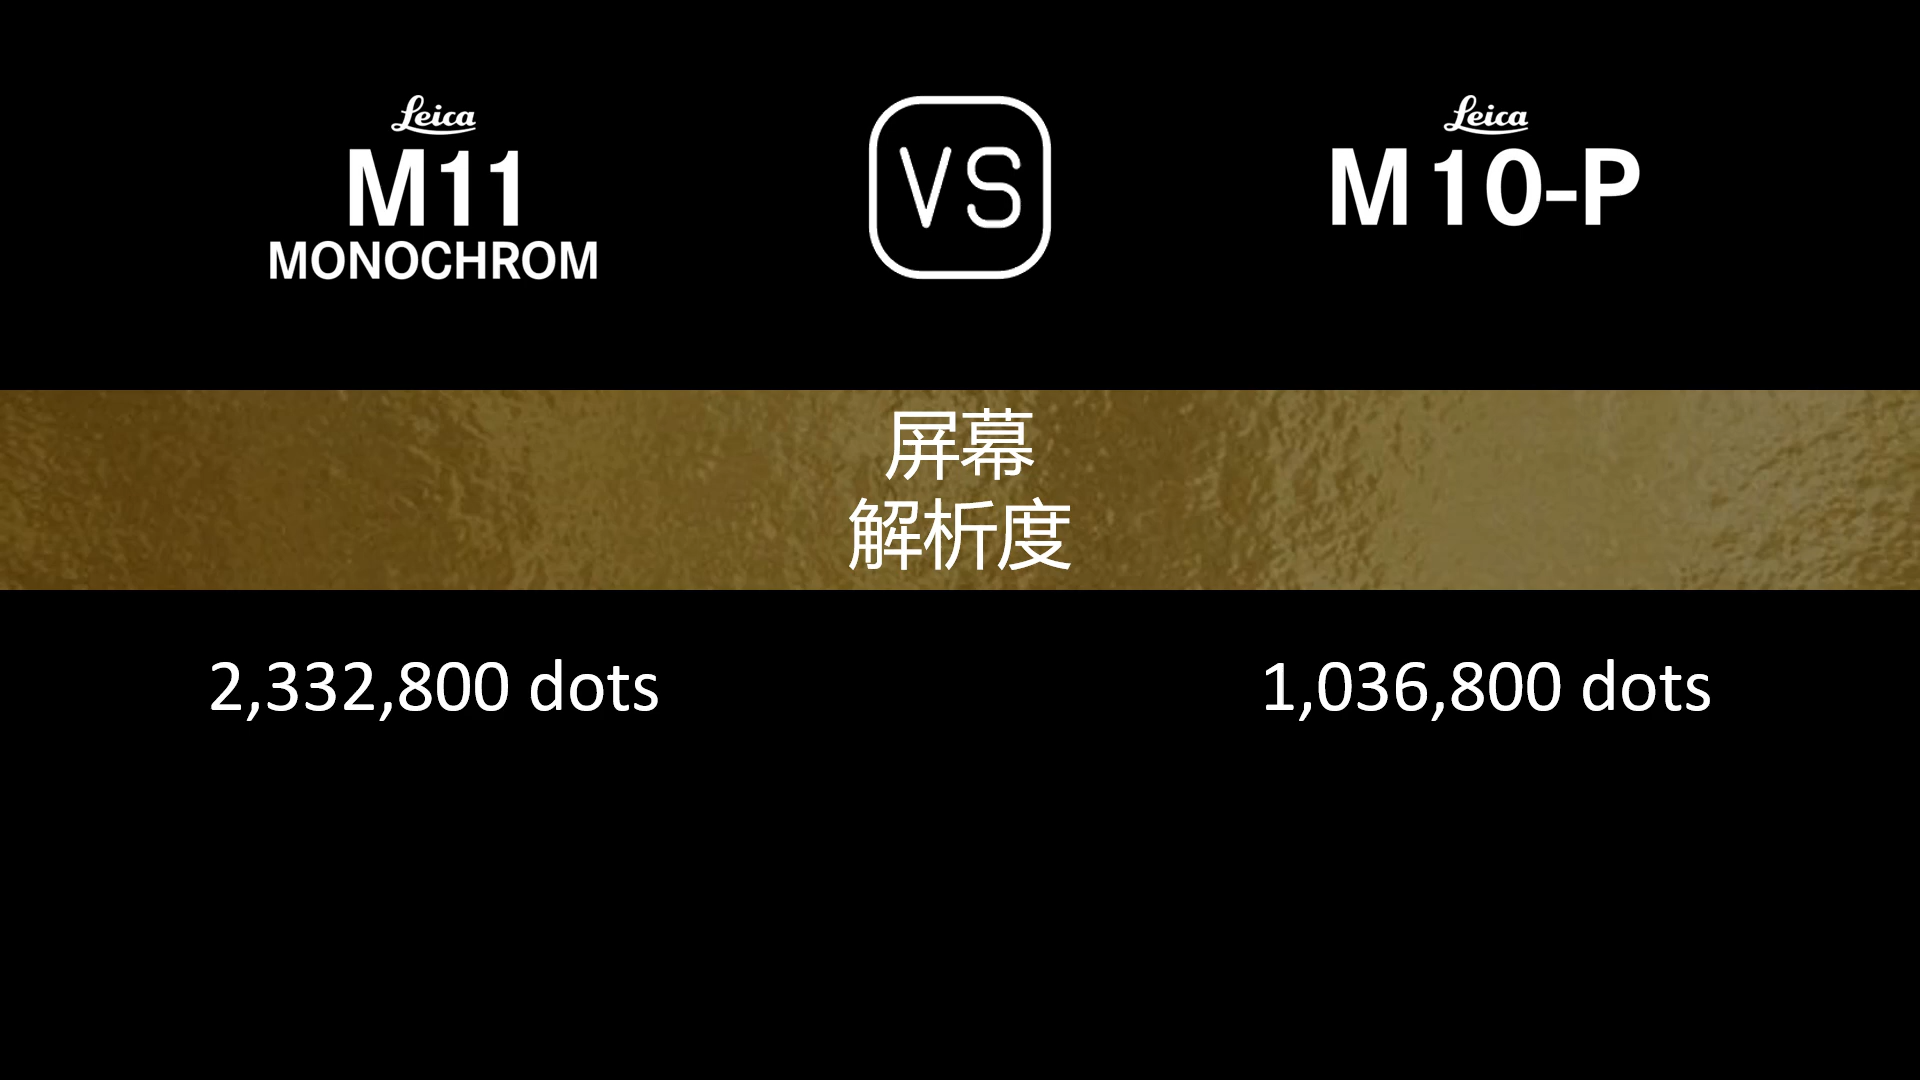 Leica
M11
MONOCHROM
VS
Leica
M10-P
屏幕
解析度
2,332,800 dots
1,036,800 dots